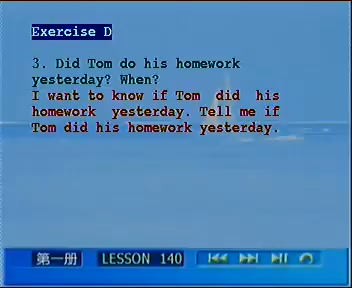 Exercise D
3. Did Tom do his homework
yesterday? When?
I want to know if Tom did his
homework yesterday. Tell me if
Tom did his homework yesterday.
第一册 LESSON 140